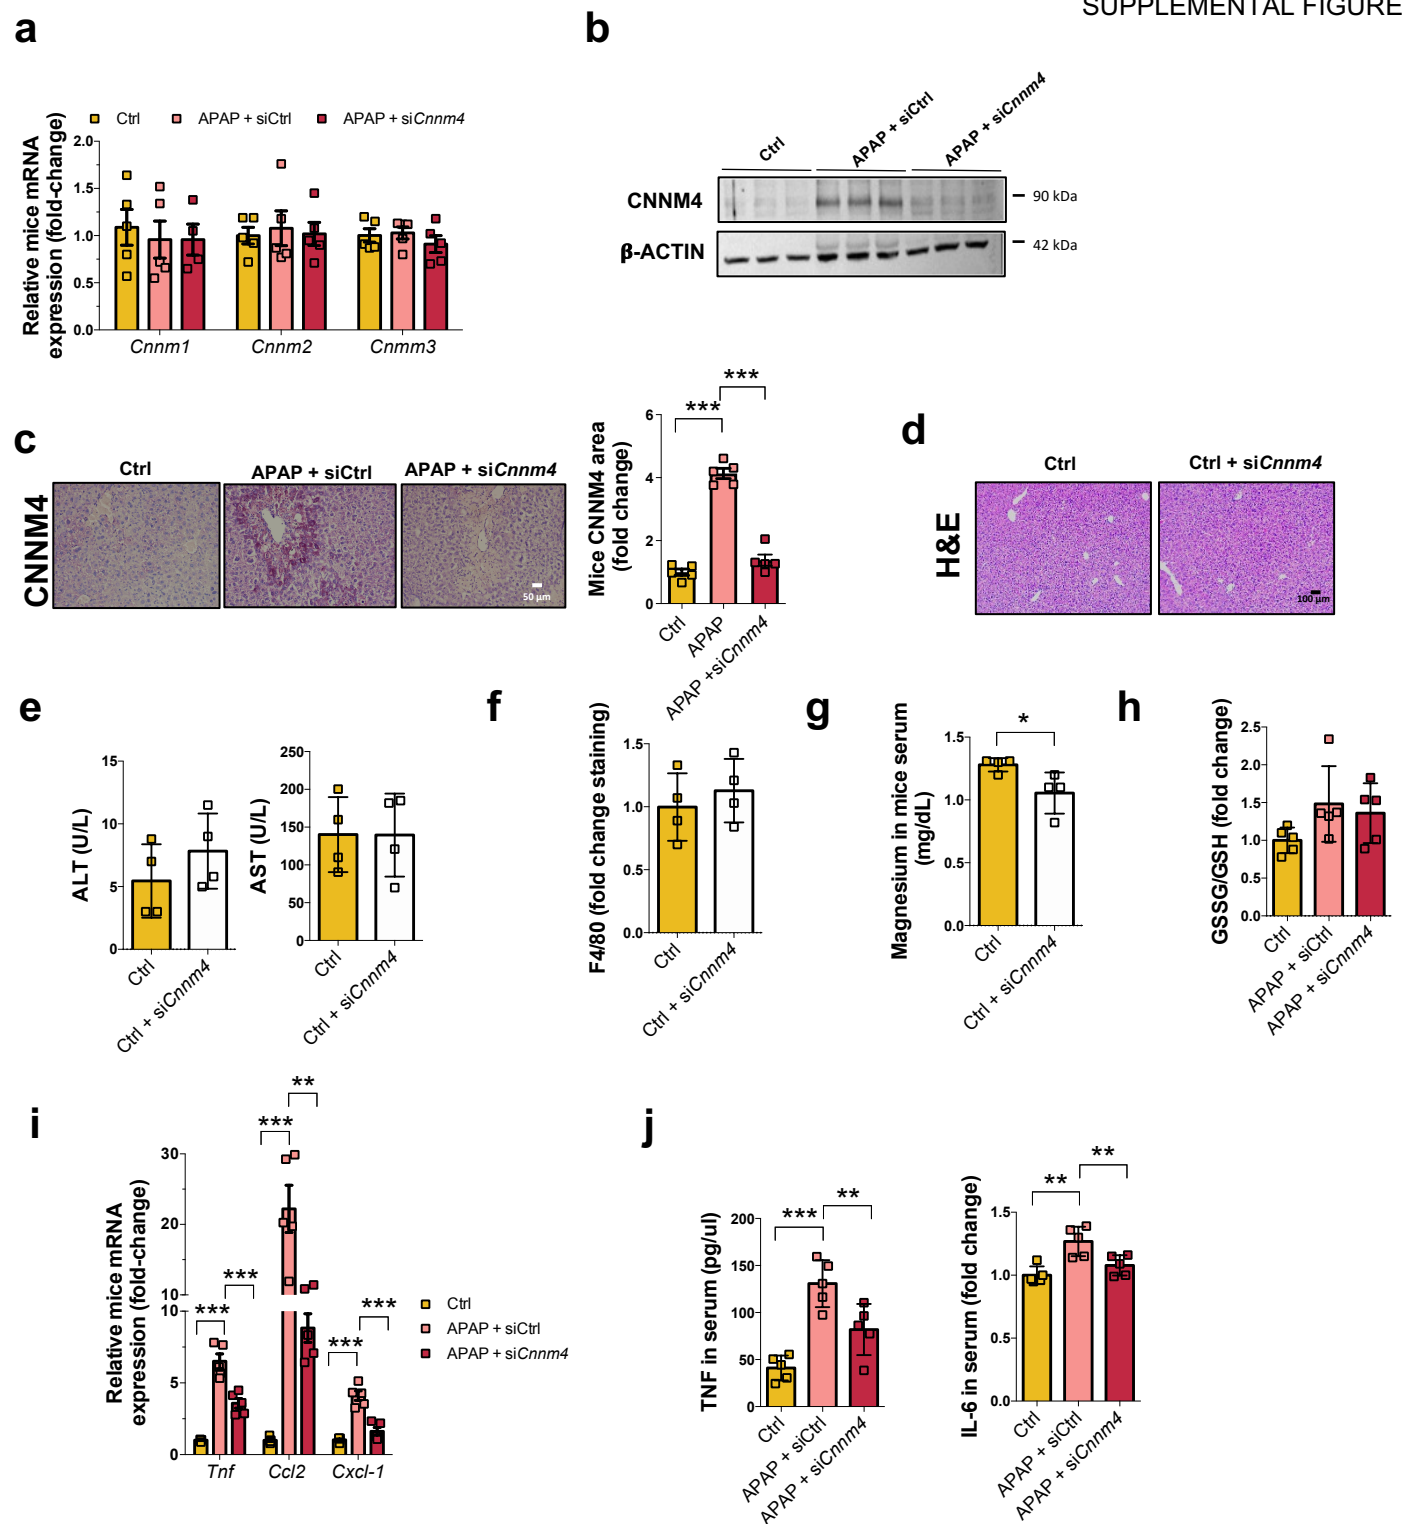 SUPPLEMENTAL FIGURE
a
Ctrl
APAP + siCtrl
APAP + siCnnm4
Relative mice mRNA
expression (fold-change)
2.0
1.5
1.0
0.5
0.0
Cnnm1
Cnnm2
Cnmm3
b
Ctrl
APAP + siCtrl
APAP + siCnnm4
CNNM4
90 kDa
β-ACTIN
42 kDa
c
Ctrl
APAP + siCtrl
APAP + siCnnm4
CNNM4
50 μm
Mice CNNM4 area
(fold change)
6
4
2
0
***
***
Ctrl
APAP
APAP +siCnnm4
d
Ctrl
Ctrl + siCnnm4
H&E
100 μm
e
ALT (U/L)
15
10
5
0
Ctrl
Ctrl + siCnnm4
AST (U/L)
250
200
150
100
50
0
Ctrl
Ctrl + siCnnm4
f
F4/80 (fold change staining)
1.5
1.0
0.5
0.0
Ctrl
Ctrl + siCnnm4
g
Magnesium in mice serum
(mg/dL)
1.5
1.0
0.5
0.0
*
Ctrl
Ctrl + siCnnm4
h
GSSG/GSH (fold change)
2.5
2.0
1.5
1.0
0.5
0.0
Ctrl
APAP + siCtrl
APAP + siCnnm4
i
Relative mice mRNA
expression (fold-change)
30
20
10
10
5
0
***
***
***
**
***
***
Tnf
Ccl2
Cxcl-1
Ctrl
APAP + siCtrl
APAP + siCnnm4
j
TNF in serum (pg/ul)
200
150
100
50
0
***
**
Ctrl
APAP + siCtrl
APAP + siCnnm4
IL-6 in serum (fold change)
1.5
1.0
0.5
0.0
**
**
Ctrl
APAP + siCtrl
APAP + siCnnm4